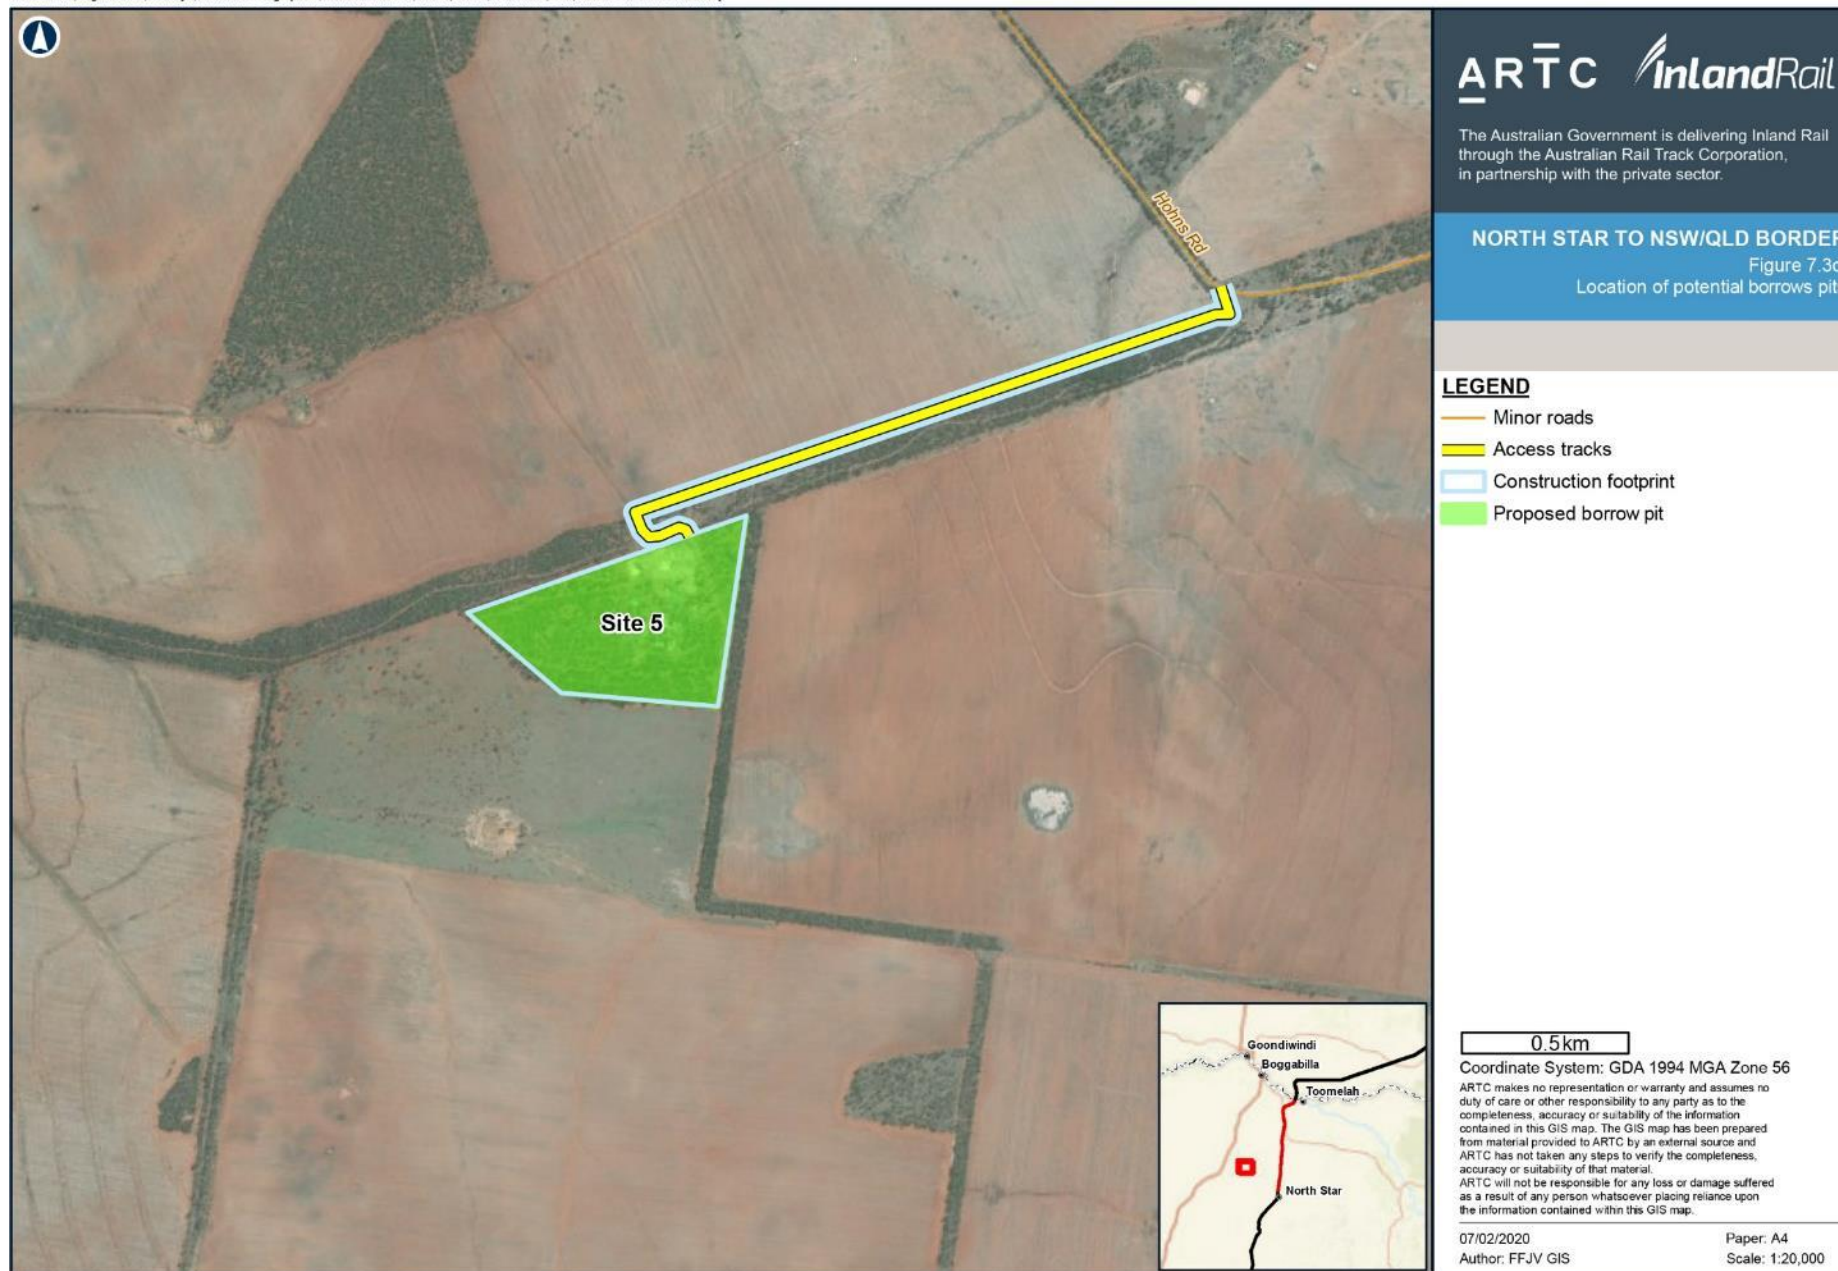 ARTC InlandRail
The Australian Government is delivering Inland Rail
through the Australian Rail Track Corporation,
in partnership with the private sector.
NORTH STAR TO NSW/QLD BORDER
Figure 7.3
Location of potential borrows pit
LEGEND
Minor roads
Access tracks
Construction footprint
Proposed borrow pit
Hohns Rd
Site 5
Goondiwindi
Boggabilla
Toomelah
North Star
0.5km
Coordinate System: GDA 1994 MGA Zone 56
ARTC makes no representation or warranty and assumes no
duty of care or other responsibility to any party as to the
completeness, accuracy or suitability of the information
contained in this GIS map. The GIS map has been prepared
from material provided to ARTC by an external source and
ARTC has not taken any steps to verify the completeness,
accuracy or suitability of that material.
ARTC will not be responsible for any loss or damage suffered
as a result of any person whatsoever placing reliance upon
the information contained within this GIS map.
07/02/2020 Paper: A4
Author: FFJV GIS Scale: 1:20,000